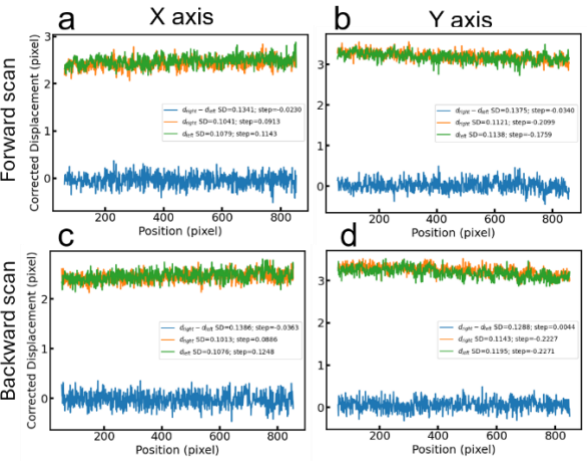 X axis
Y axis
a
b
Forward scan
Corrected Displacement (pixel)
3
2
1
0
d_right − d_left SD=0.1341; step=-0.0230
d_right SD=0.1041; step=0.0913
d_left SD=0.1079; step=0.1143
200 400 600 800
Position (pixel)
3
2
1
0
d_right − d_left SD=0.1375; step=-0.0340
d_right SD=0.1121; step=-0.2099
d_left SD=0.1138; step=-0.1759
200 400 600 800
Position (pixel)
c
d
Backward scan
Corrected Displacement (pixel)
2
1
0
d_right − d_left SD=0.1386; step=-0.0363
d_right SD=0.1013; step=0.0886
d_left SD=0.1076; step=0.1248
200 400 600 800
Position (pixel)
3
2
1
0
d_right − d_left SD=0.1288; step=0.0044
d_right SD=0.1143; step=-0.2227
d_left SD=0.1195; step=-0.2271
200 400 600 800
Position (pixel)